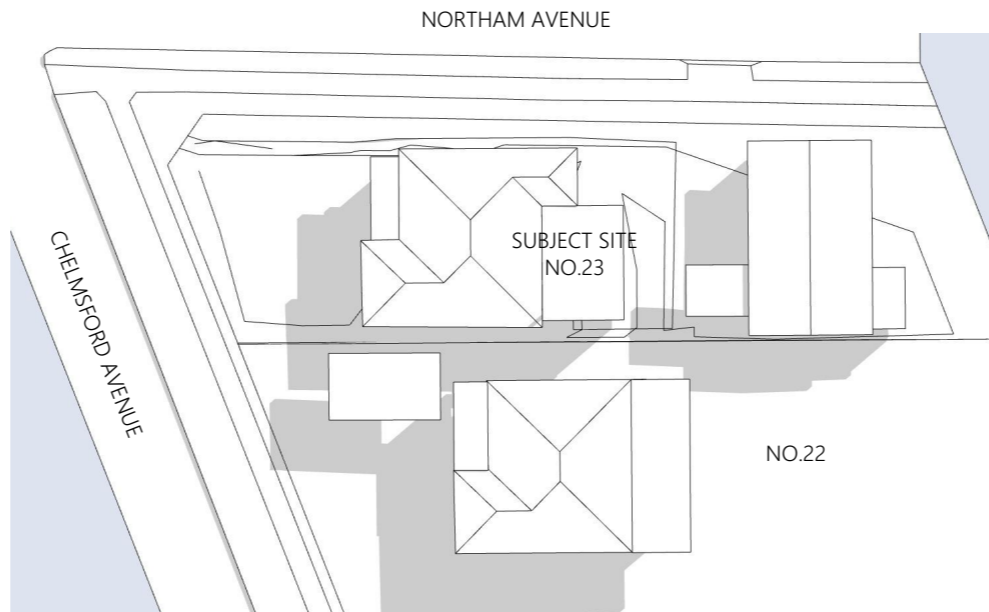 NORTHAM AVENUE
SUBJECT SITE
NO.23
CHELMSFORD AVENUE
NO.22